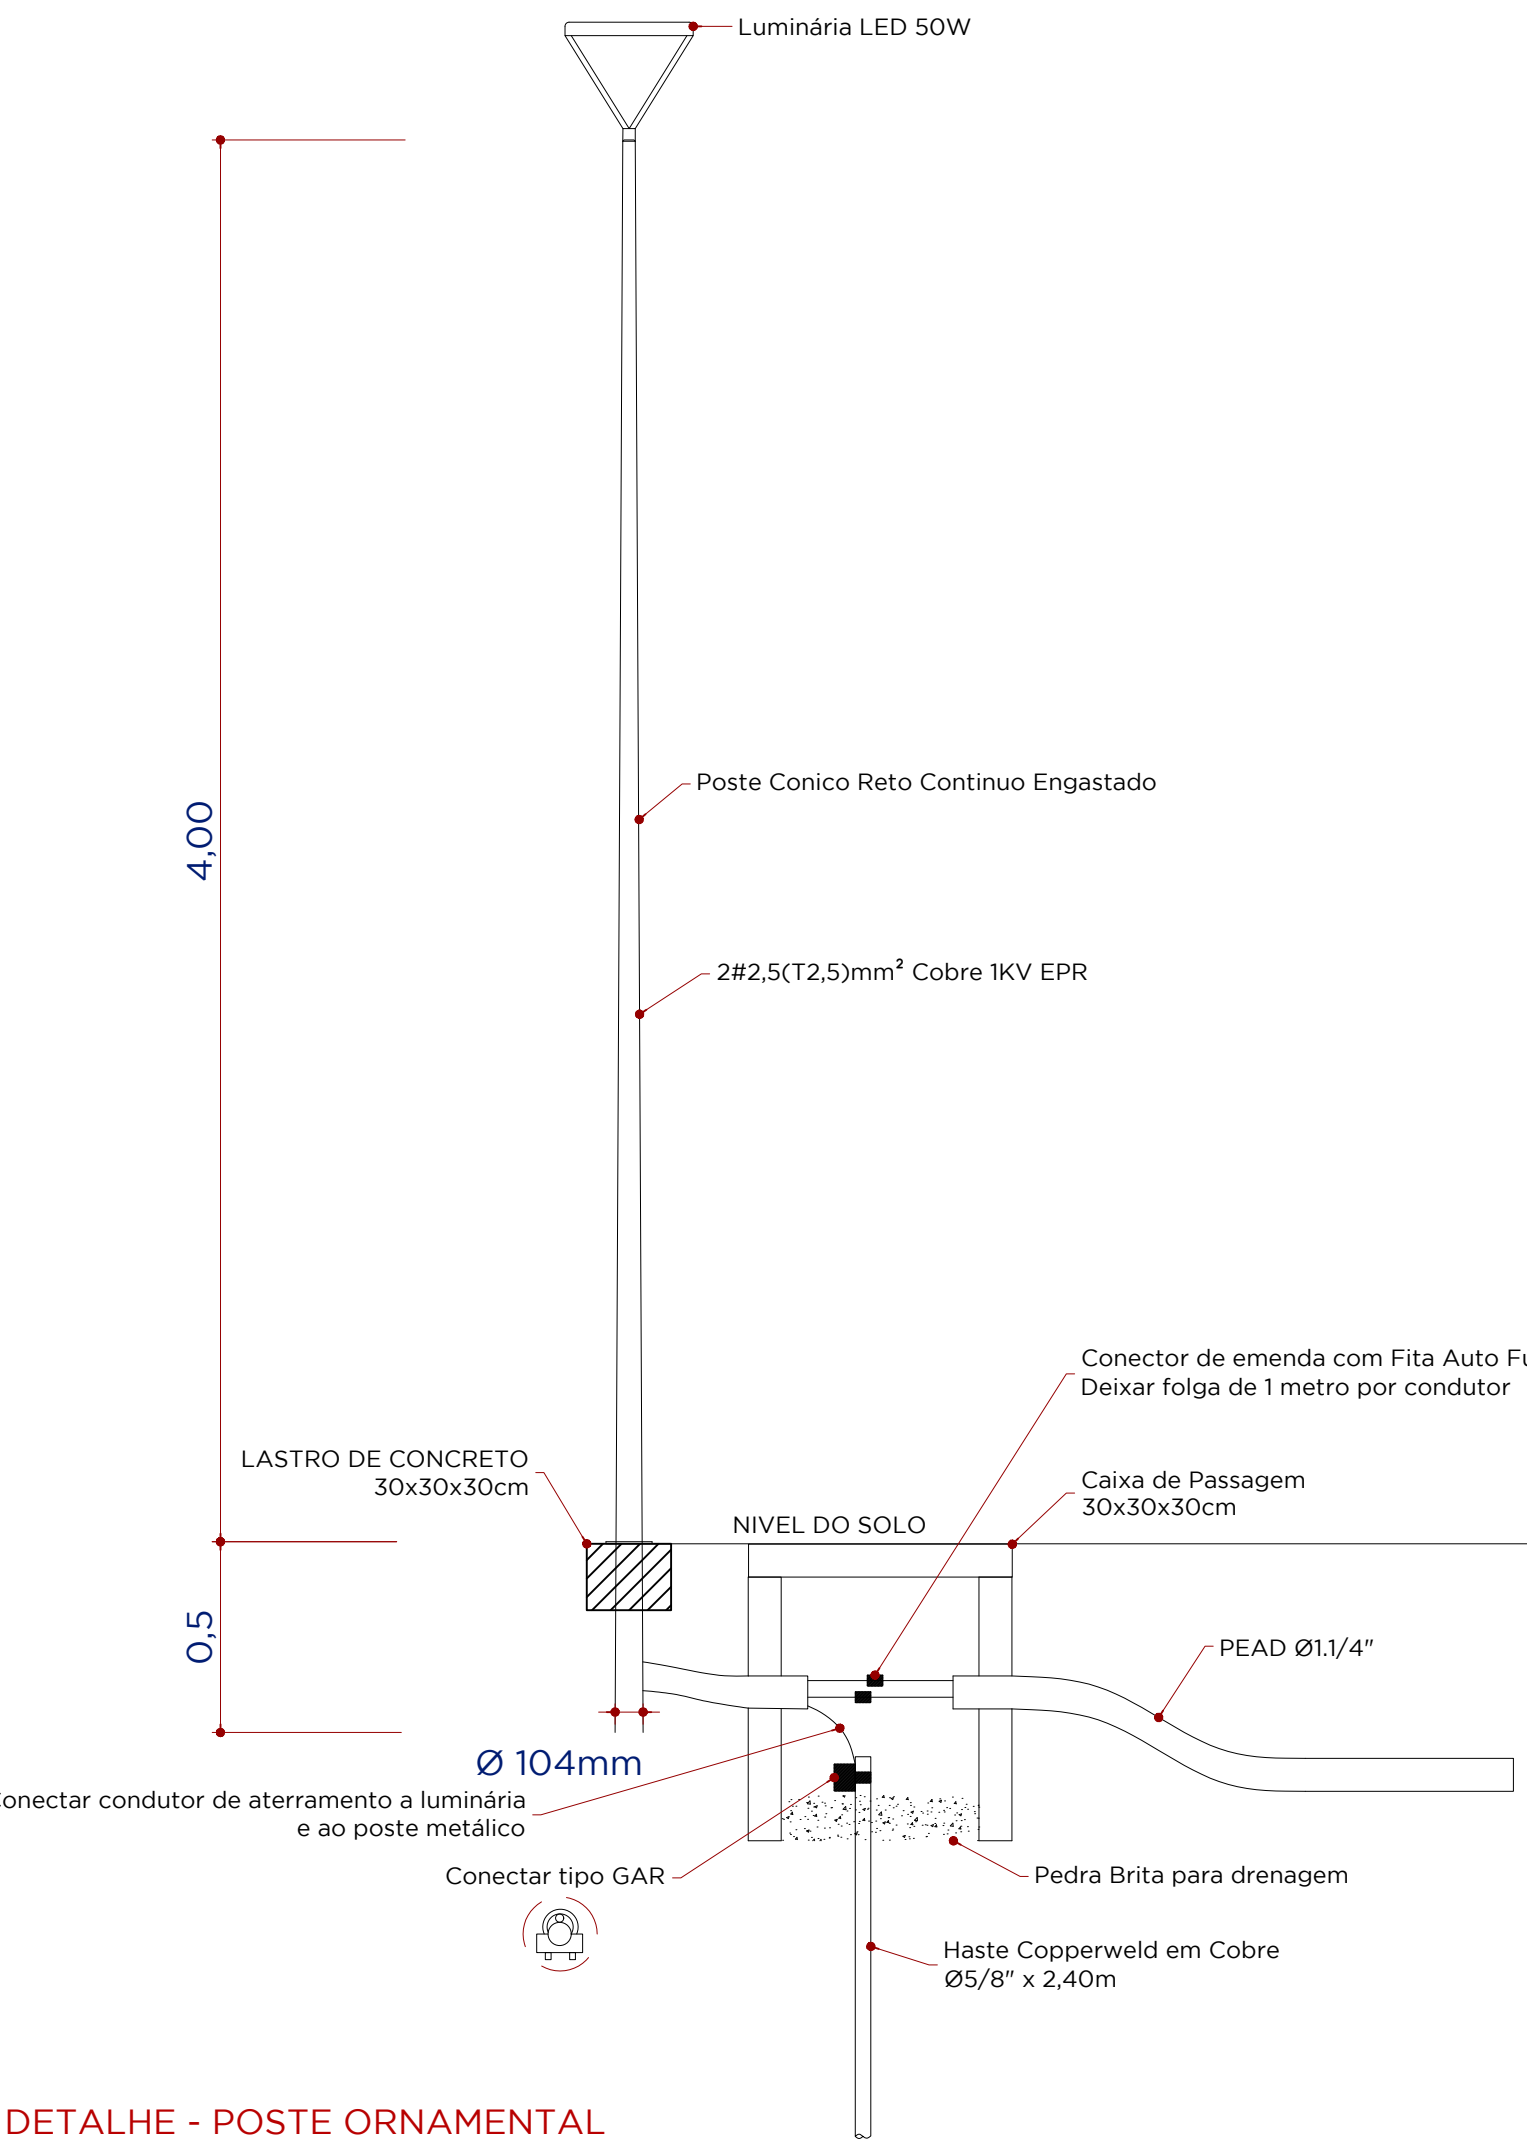 Luminária LED 50W
4,00
Poste Conico Reto Continuo Engastado
2#2,5(T2,5)mm² Cobre 1KV EPR
Conector de emenda com Fita Auto
Deixar folga de 1 metro por condutor
LASTRO DE CONCRETO
30x30x30cm
Caixa de Passagem
30x30x30cm
NIVEL DO SOLO
0,5
PEAD Ø1.1/4"
Ø 104mm
Conectar condutor de aterramento a luminária
e ao poste metálico
Conectar tipo GAR
Pedra Brita para drenagem
Haste Copperweld em Cobre
Ø5/8" x 2,40m
DETALHE - POSTE ORNAMENTAL